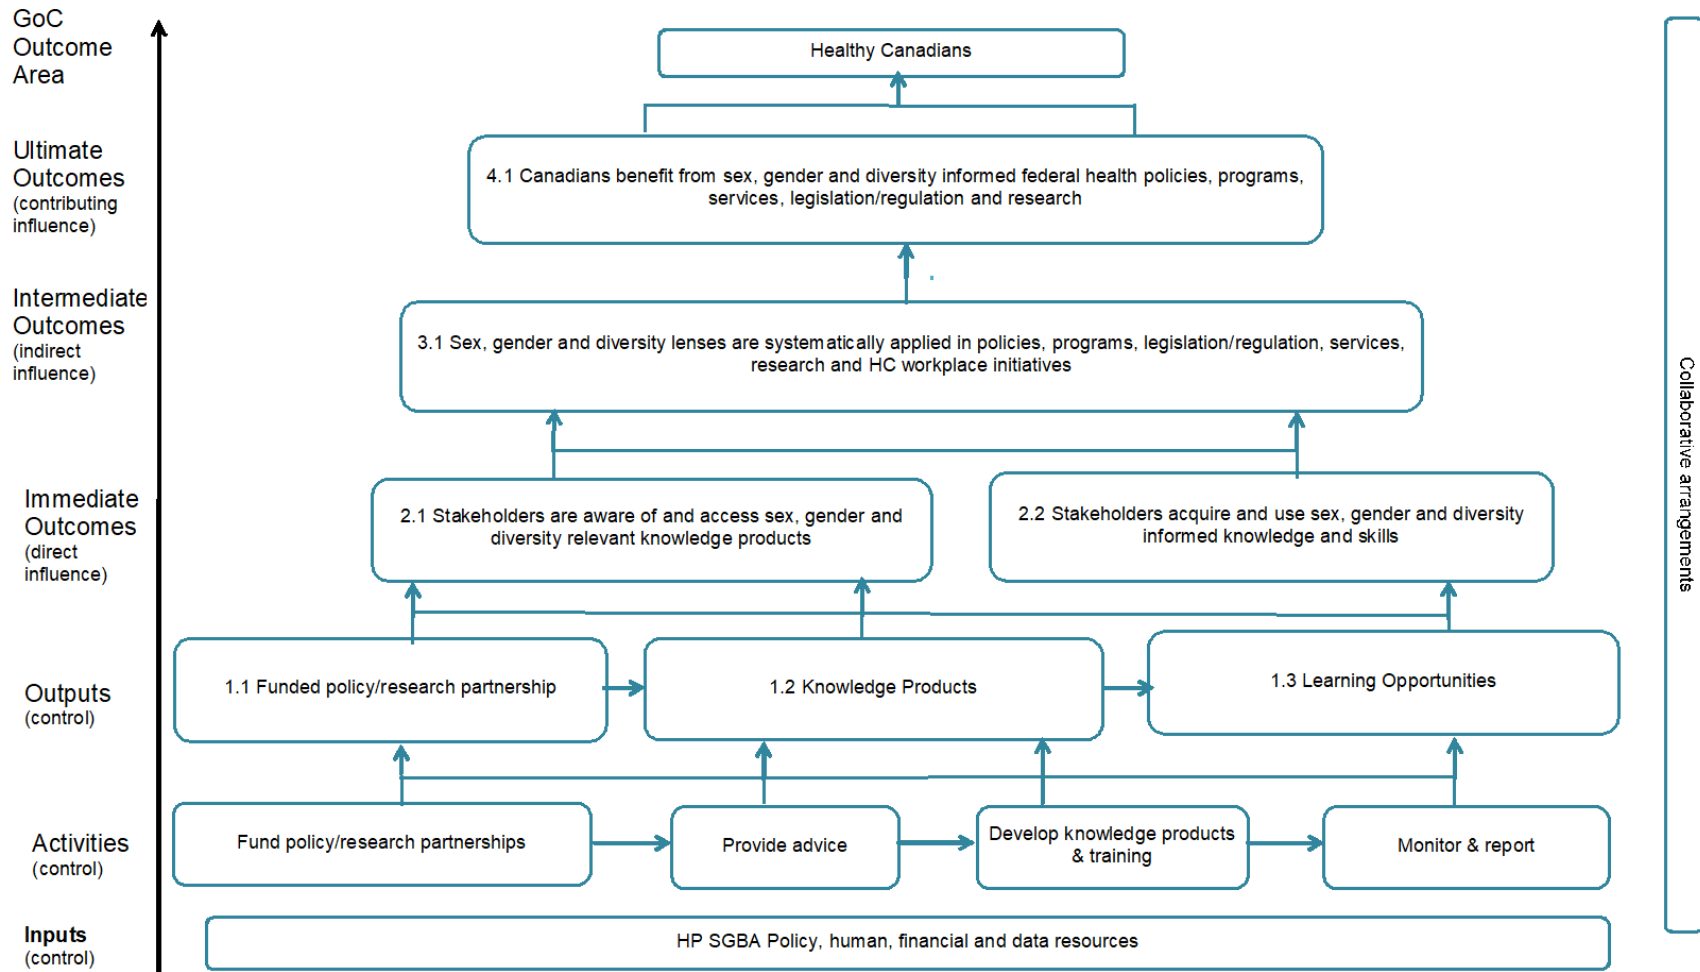 GoC
Outcome
Area
Healthy Canadians
Ultimate
Outcomes
(contributing
influence)
4.1 Canadians benefit from sex, gender and diversity informed federal health policies, programs,
services, legislation/regulation and research
Intermediate
Outcomes
(indirect
influence)
3.1 Sex, gender and diversity lenses are systematically applied in policies, programs, legislation/regulation, services,
research and HC workplace initiatives
Immediate
Outcomes
(direct
influence)
2.1 Stakeholders are aware of and access sex, gender and
diversity relevant knowledge products
2.2 Stakeholders acquire and use sex, gender and diversity
informed knowledge and skills
Outputs
(control)
1.1 Funded policy/research partnership
1.2 Knowledge Products
1.3 Learning Opportunities
Activities
(control)
Fund policy/research partnerships
Provide advice
Develop knowledge products
& training
Monitor & report
Inputs
(control)
HP SGBA Policy, human, financial and data resources
Collaborative arrangements